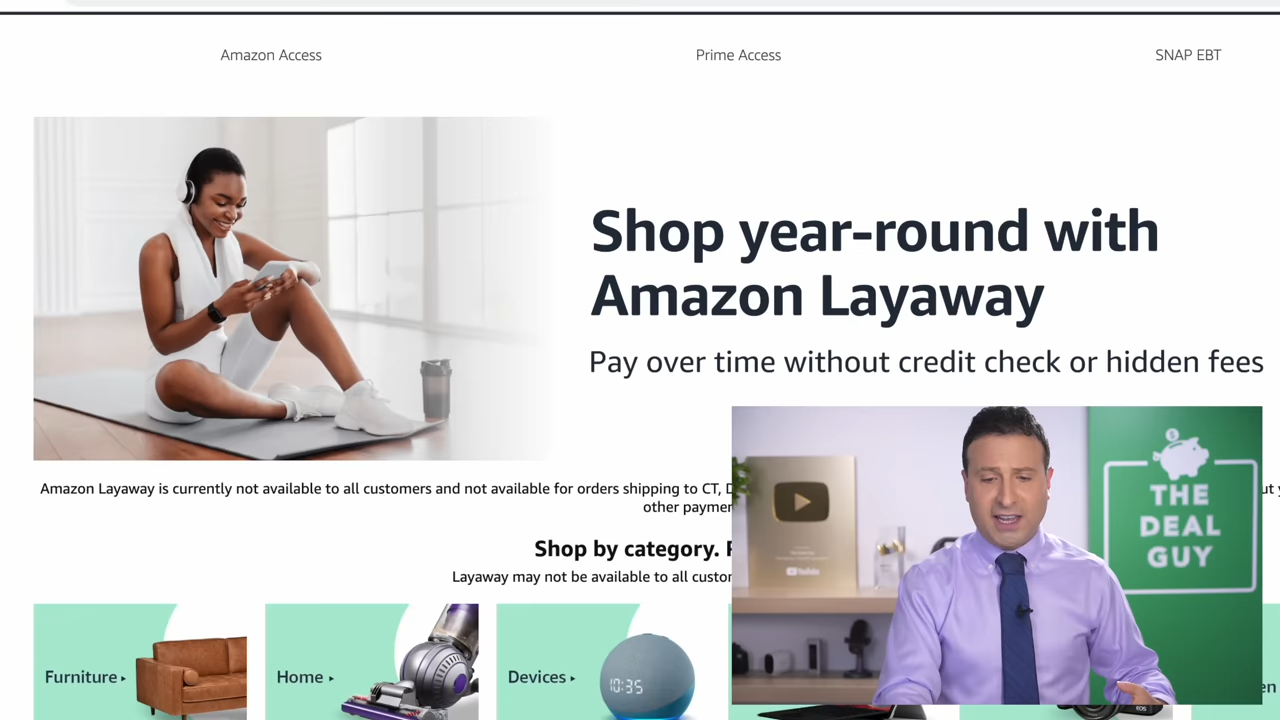 Amazon Access
Prime Access
SNAP EBT
Shop year-round with
Amazon Layaway
Pay over time without credit check or hidden fees
Amazon Layaway is currently not available to all customers and not available for orders shipping to CT,
other
Shop by category.
Layaway may not be available to all
Furniture
Home
Devices
10:35
YouTube
THE
DEAL
GUY
EOS